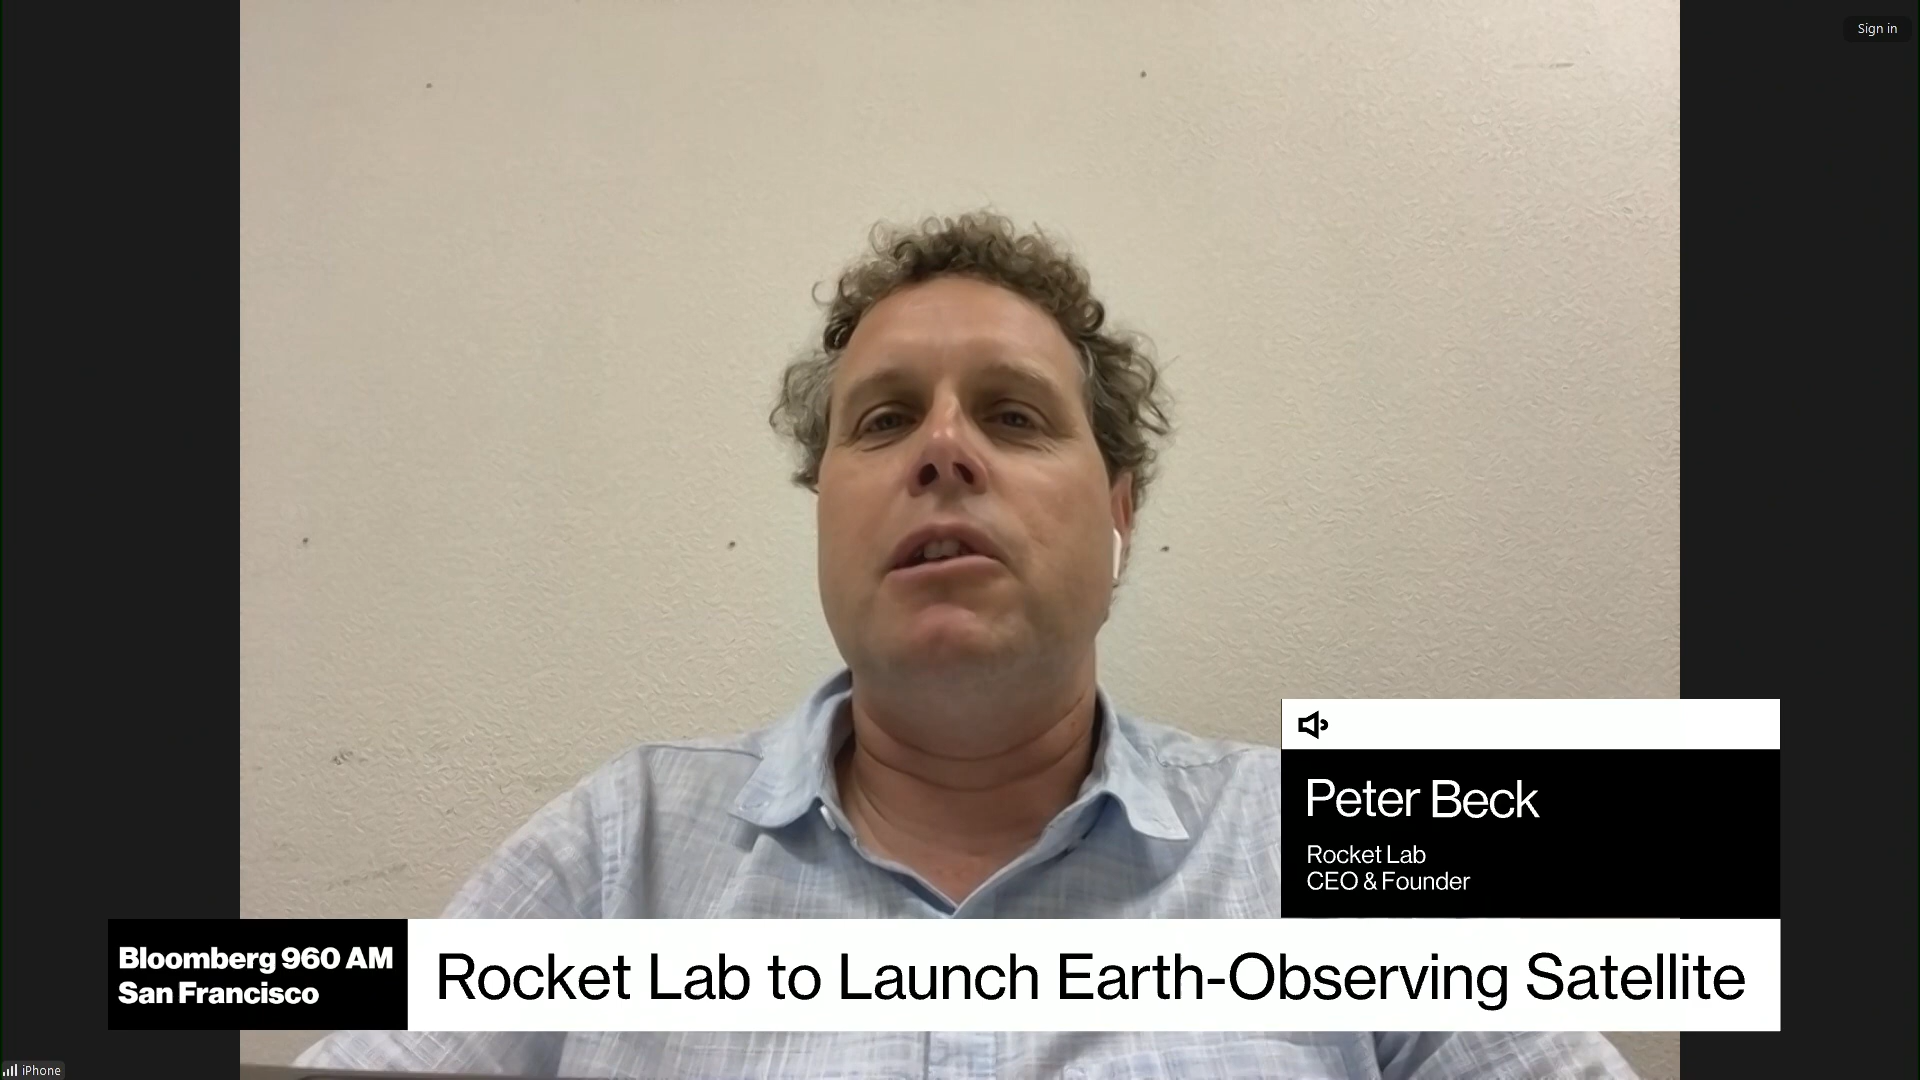 Sign in
Peter Beck
Rocket Lab
CEO & Founder
Bloomberg 960 AM
San Francisco
Rocket Lab to Launch Earth-Observing Satellite
iPhone